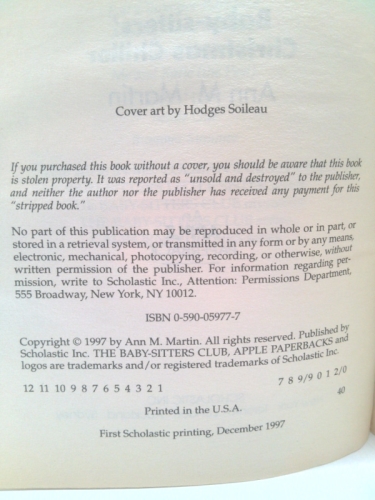 Cover art by Hodges Soileau
If you purchased this book without a cover, you should be aware that this book
is stolen property. It was reported as "unsold and destroyed" to the publisher,
and neither the author nor the publisher has received any payment for this
"stripped book."
No part of this publication may be reproduced in whole or in part, or
stored in a retrieval system, or transmitted in any form or by any means,
electronic, mechanical, photocopying, recording, or otherwise, without
written permission of the publisher. For information regarding per-
mission, write to Scholastic Inc., Attention: Permissions Department,
555 Broadway, New York, NY 10012.
ISBN 0-590-05977-7
Copyright © 1997 by Ann M. Martin. All rights reserved. Published by
Scholastic Inc. THE BABY-SITTERS CLUB, APPLE PAPERBACKS and
logos are trademarks and/or registered trademarks of Scholastic Inc.
12 11 10 9 8 7 6 5 4 3 2 1 7 8 9/9 0 1 2/0
40
Printed in the U.S.A.
First Scholastic printing, December 1997